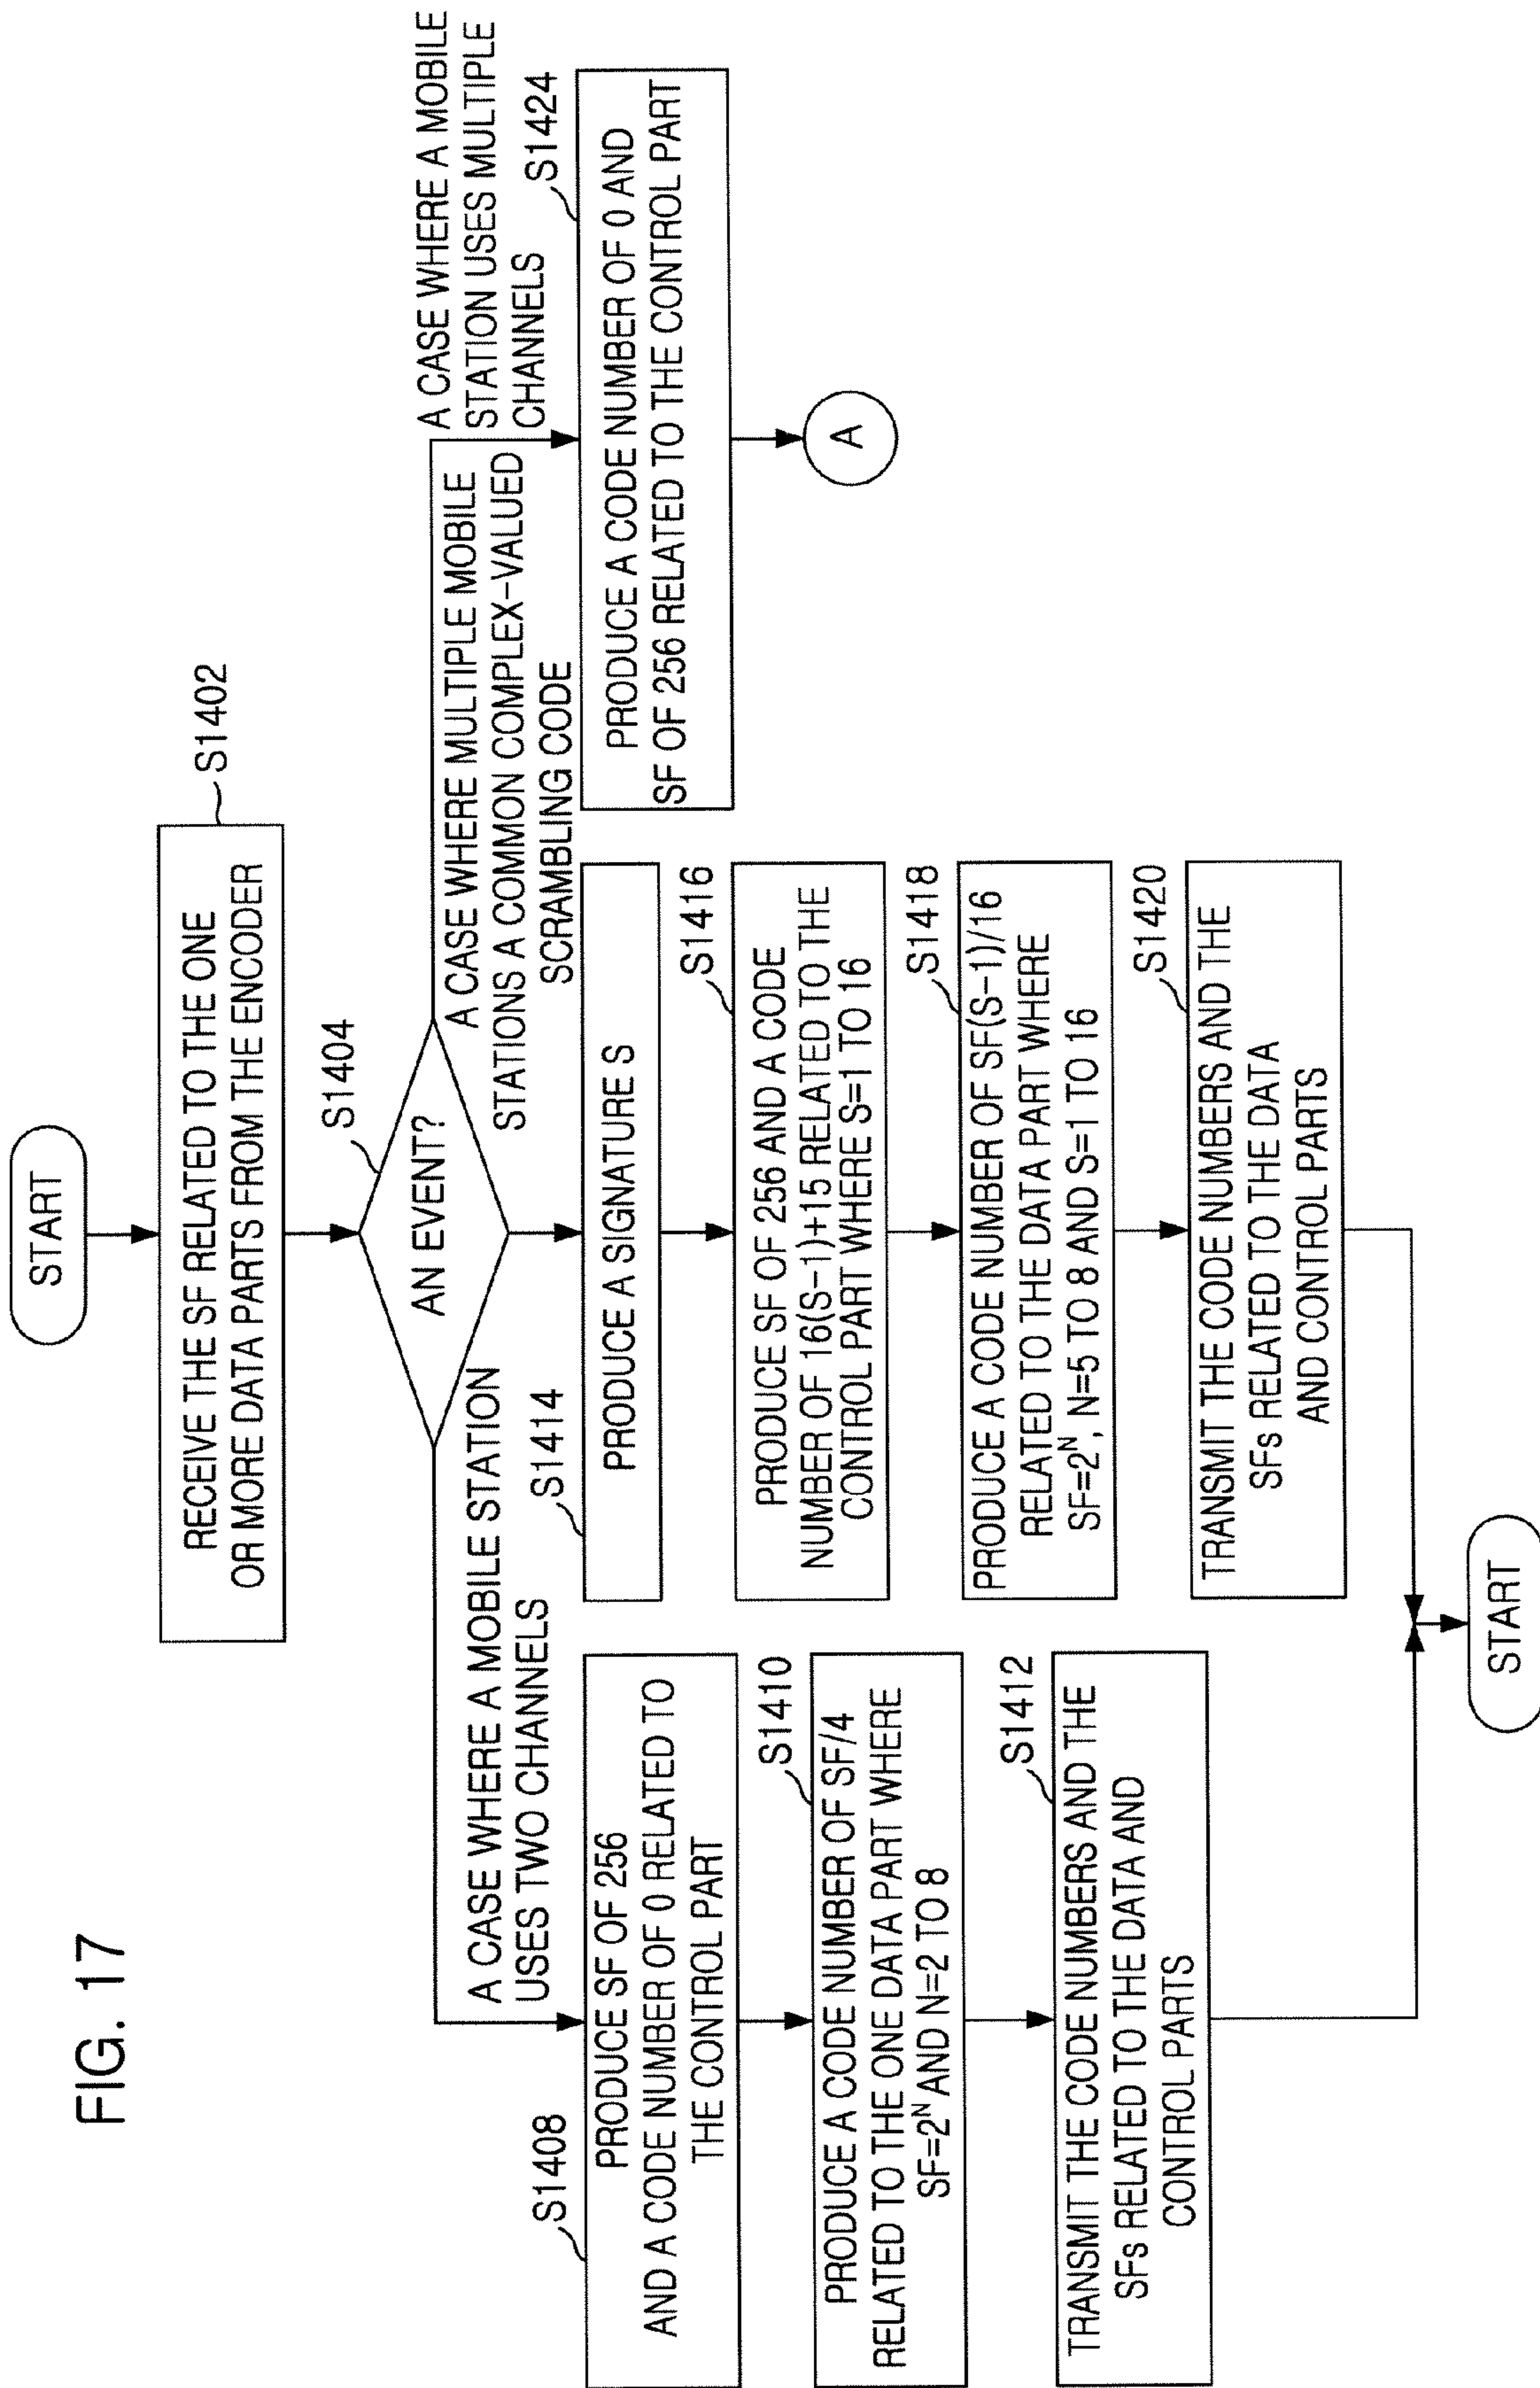 FIG. 17
START
S1402
RECEIVE THE SF RELATED TO THE ONE
OR MORE DATA PARTS FROM THE ENCODER
S1404
AN EVENT?
A CASE WHERE A MOBILE STATION
USES TWO CHANNELS
S1408
PRODUCE SF OF 256
AND A CODE NUMBER OF 0 RELATED TO
THE CONTROL PART
S1410
PRODUCE A CODE NUMBER OF SF/4
RELATED TO THE ONE DATA PART WHERE
SF=2^N AND N=2 TO 8
S1412
TRANSMIT THE CODE NUMBERS AND THE
SFs RELATED TO THE DATA AND
CONTROL PARTS
A CASE WHERE MULTIPLE MOBILE
STATIONS A COMMON COMPLEX-VALUED
SCRAMBLING CODE
S1414
PRODUCE A SIGNATURE S
S1416
PRODUCE SF OF 256 AND A CODE
NUMBER OF 16(S-1)+15 RELATED TO THE
CONTROL PART WHERE S=1 TO 16
S1418
PRODUCE A CODE NUMBER OF SF(S-1)/16
RELATED TO THE DATA PART WHERE
SF=2^N, N=5 TO 8 AND S=1 TO 16
S1420
TRANSMIT THE CODE NUMBERS AND THE
SFs RELATED TO THE DATA
AND CONTROL PARTS
A CASE WHERE A MOBILE
STATION USES MULTIPLE
CHANNELS
S1424
PRODUCE A CODE NUMBER OF 0 AND
SF OF 256 RELATED TO THE CONTROL PART
A
START